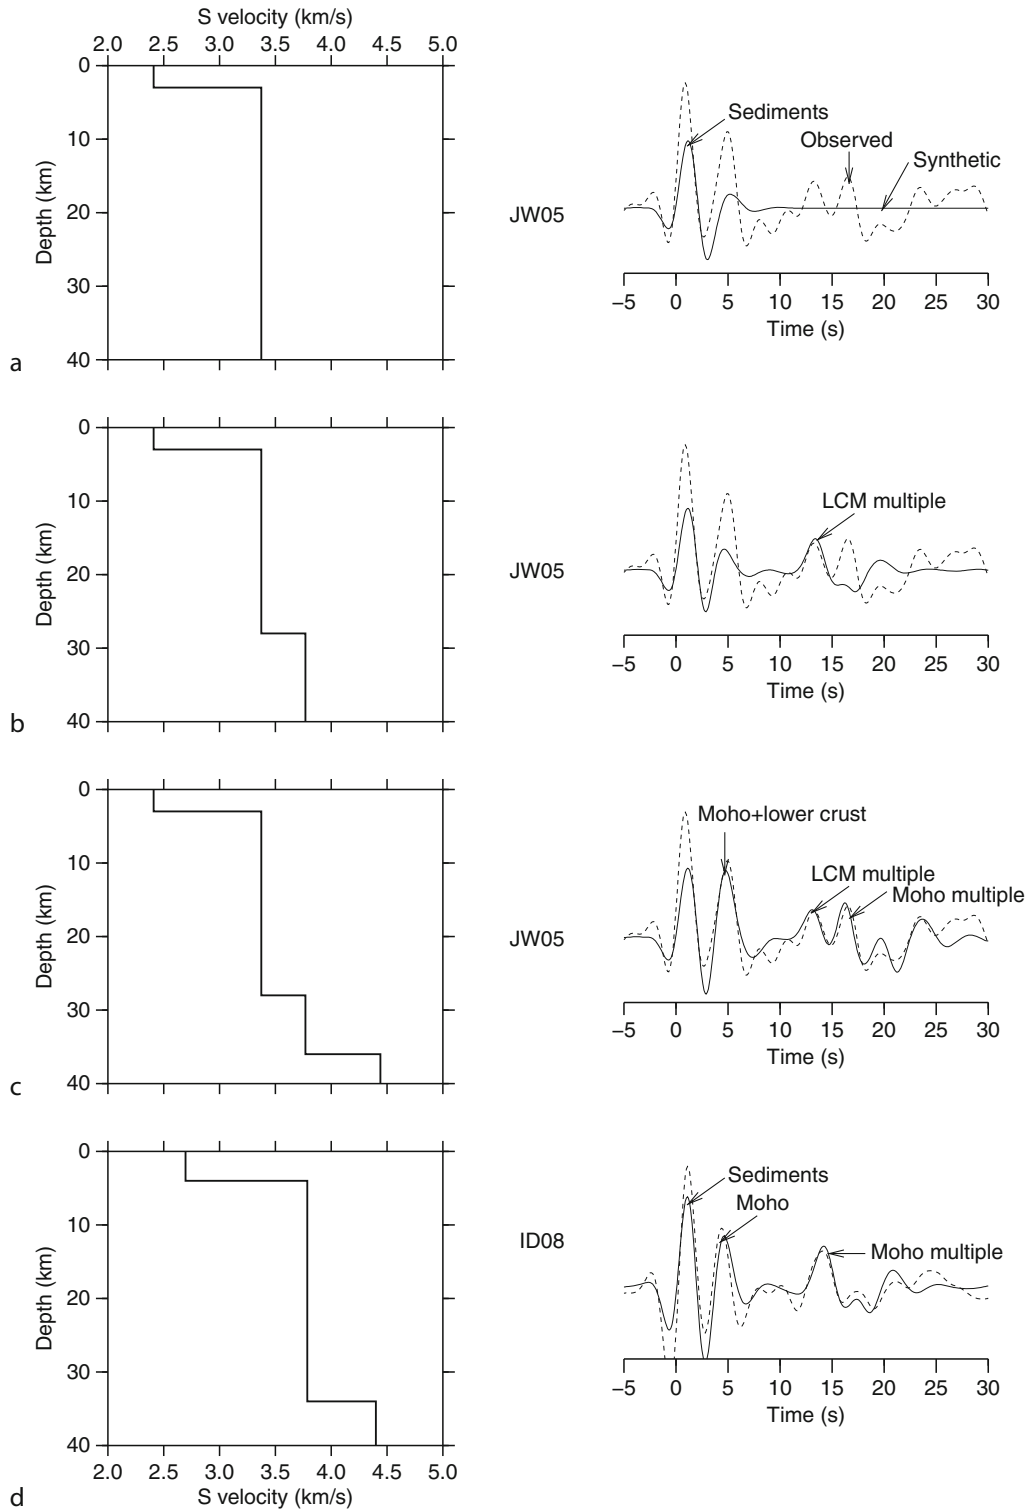 S velocity (km/s)
2.0 2.5 3.0 3.5 4.0 4.5 5.0
0
10
20
30
40
Depth (km)
a
JW05
Sediments
Observed
Synthetic
−5 0 5 10 15 20 25 30
Time (s)
0
10
20
30
40
Depth (km)
b
JW05
LCM multiple
−5 0 5 10 15 20 25 30
Time (s)
0
10
20
30
40
Depth (km)
c
JW05
Moho+lower crust
LCM multiple
Moho multiple
−5 0 5 10 15 20 25 30
Time (s)
0
10
20
30
40
Depth (km)
2.0 2.5 3.0 3.5 4.0 4.5 5.0
S velocity (km/s)
d
ID08
Sediments
Moho
Moho multiple
−5 0 5 10 15 20 25 30
Time (s)